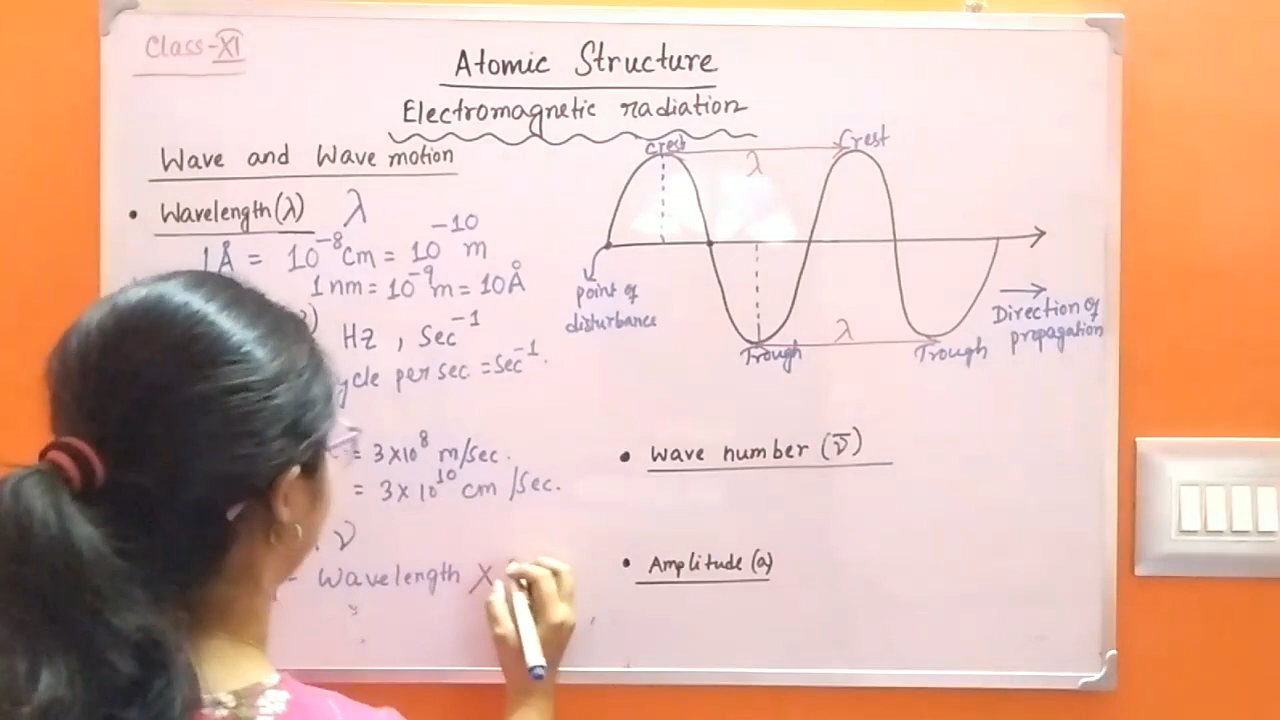 Class-XI
Atomic Structure
Electromagnetic radiation
Wave and Wave motion
• Wavelength (λ) λ
1Å = 10⁻⁸cm = 10⁻¹⁰ m
1nm = 10⁻⁹m = 10Å
Hz , Sec⁻¹
per sec = Sec⁻¹.
= 3×10⁸ m/sec.
= 3×10¹⁰ cm /Sec.
ν
Wavelength ×
Crest
Crest
λ
point of
disturbance
Direction of
propagation
λ
Trough
Trough
• Wave number (ν̅)
• Amplitude (a)